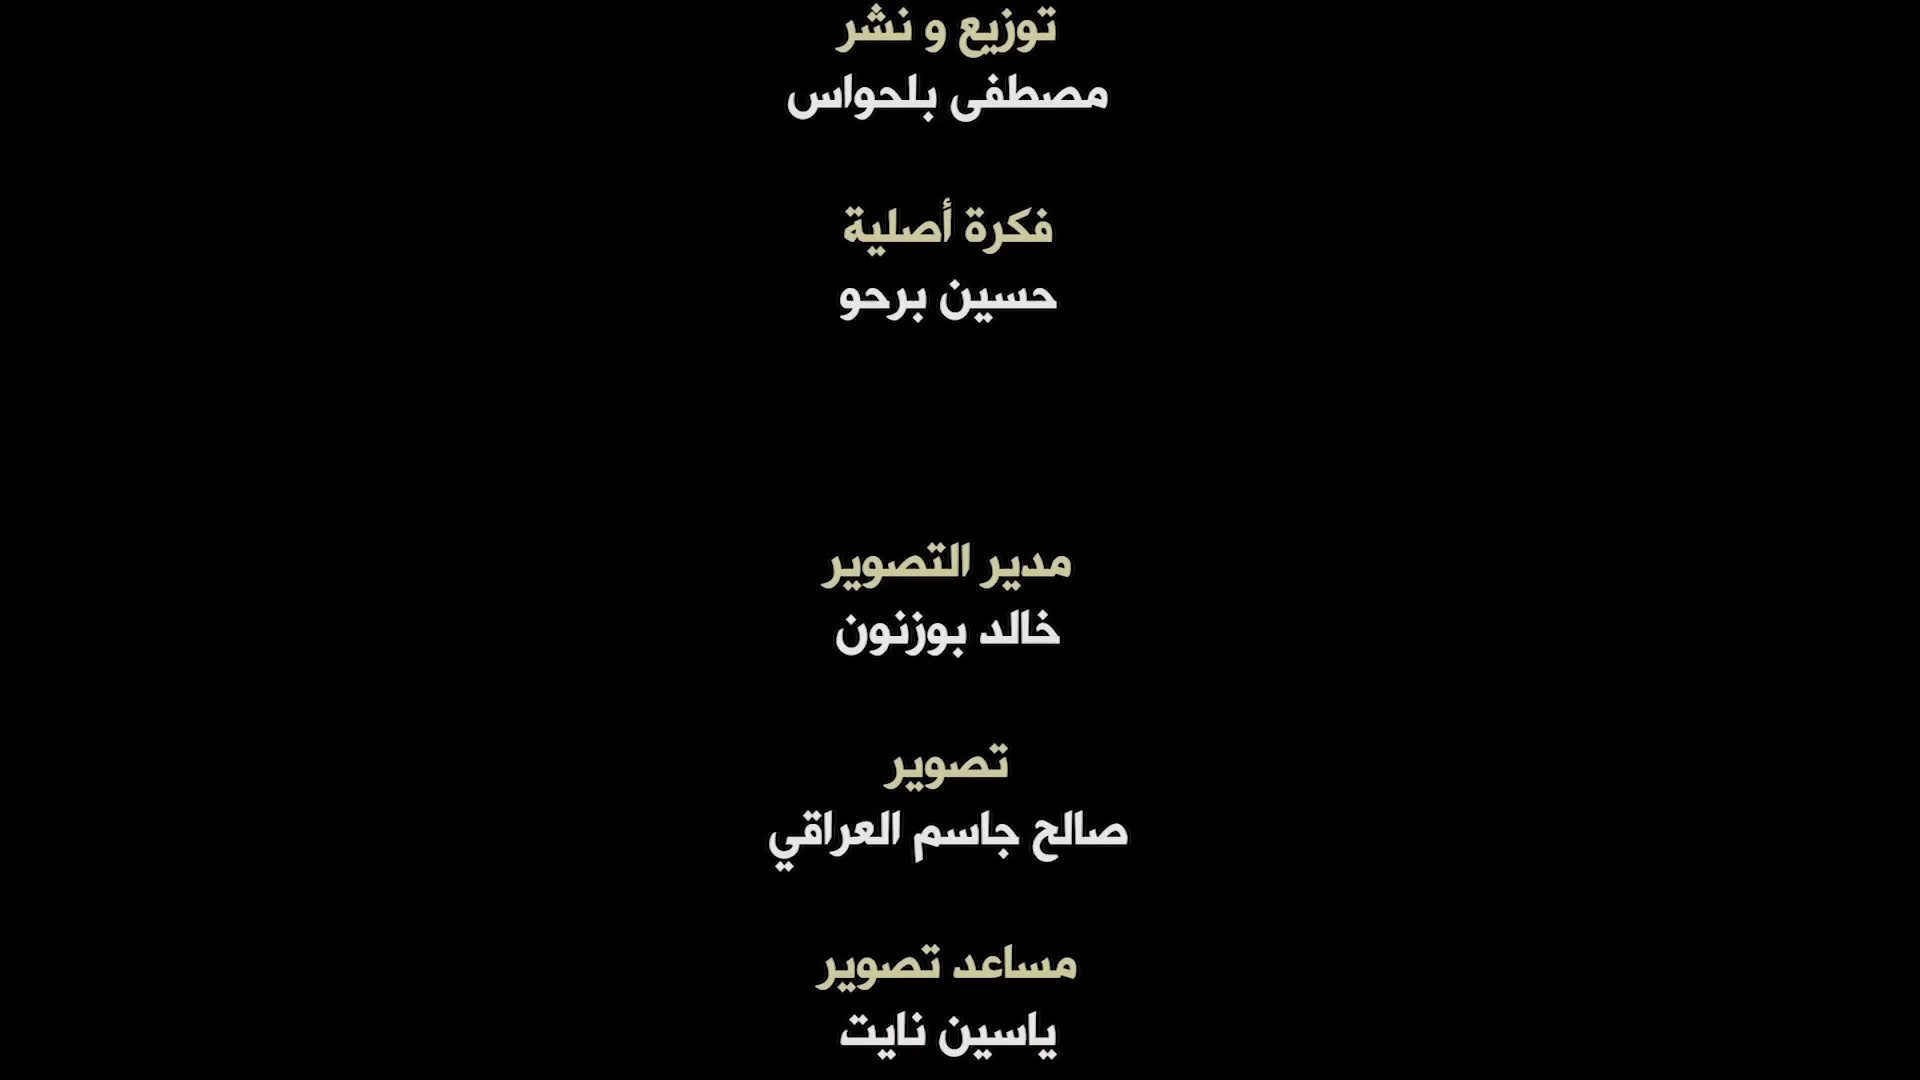 توزيع و نشر
مصطفى بلحواس
فكرة أصلية
حسين برحو
مدير التصوير
خالد بوزنون
تصوير
صالح جاسم العراقي
مساعد تصوير
ياسين نايت